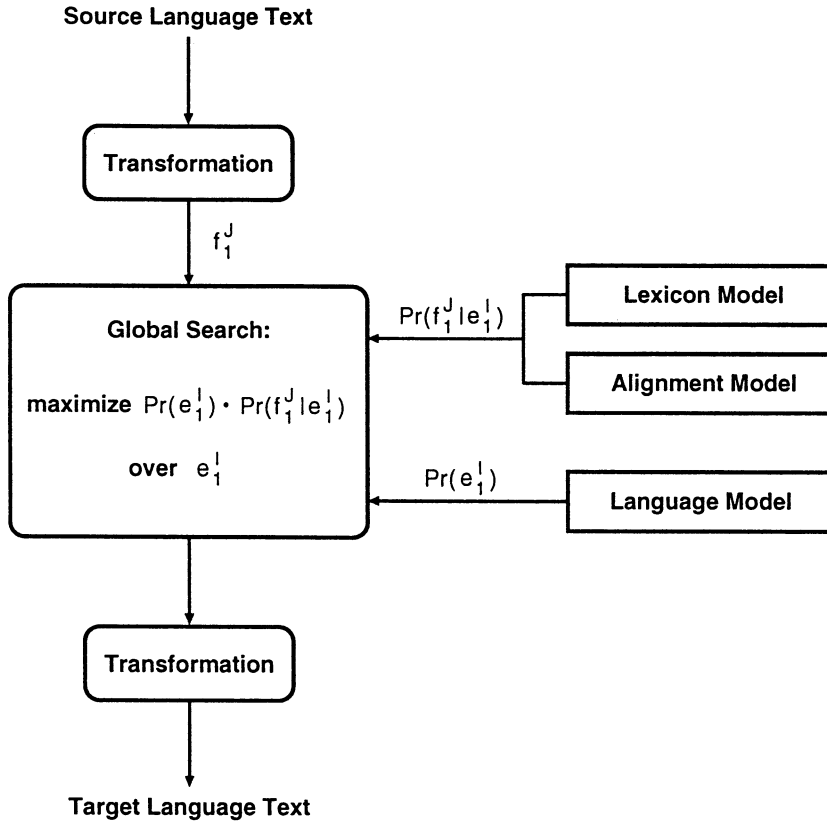 Source Language Text
Transformation
f_1^J
Global Search:
maximize Pr(e_1^I) · Pr(f_1^J|e_1^I)
over e_1^I
Pr(f_1^J|e_1^I)
Lexicon Model
Alignment Model
Pr(e_1^I)
Language Model
Transformation
Target Language Text